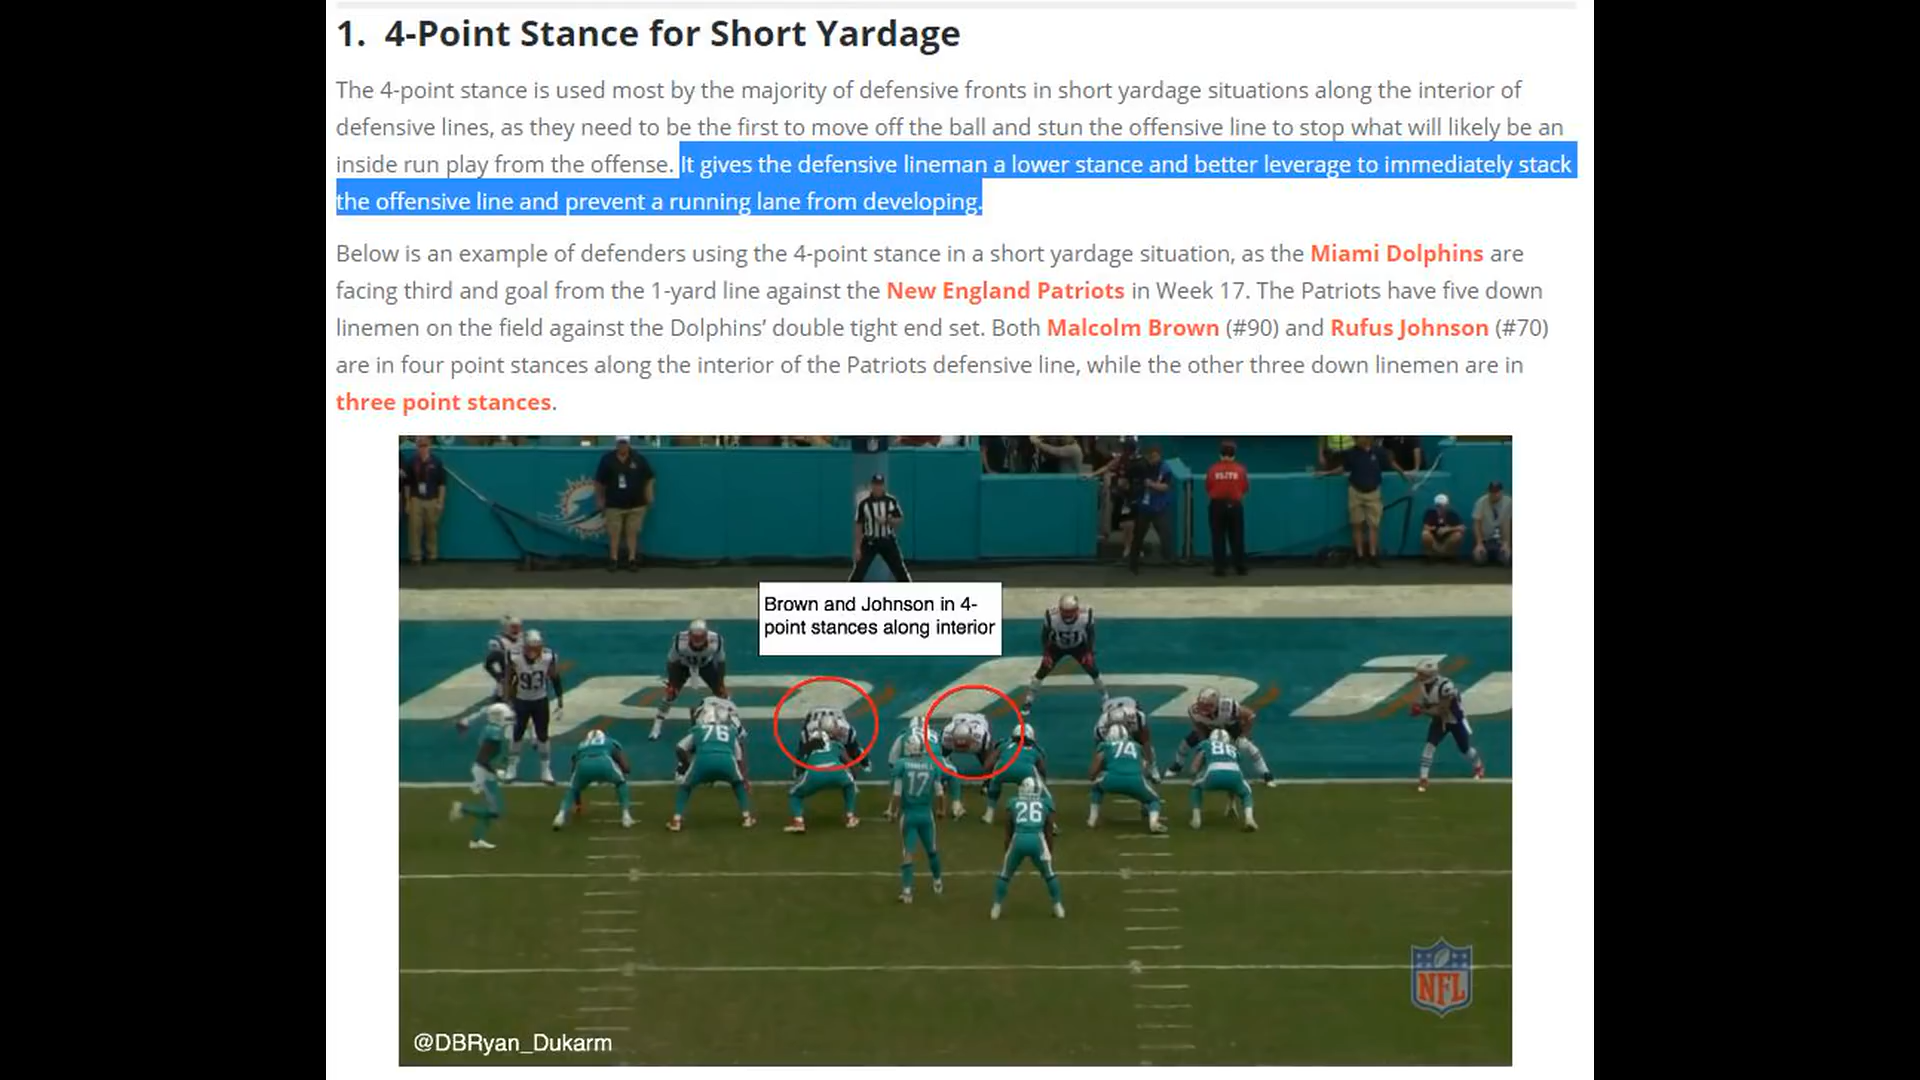 1. 4-Point Stance for Short Yardage
The 4-point stance is used most by the majority of defensive fronts in short yardage situations along the interior of
defensive lines, as they need to be the first to move off the ball and stun the offensive line to stop what will likely be an
inside run play from the offense. It gives the defensive lineman a lower stance and better leverage to immediately stack
the offensive line and prevent a running lane from developing.
Below is an example of defenders using the 4-point stance in a short yardage situation, as the Miami Dolphins are
facing third and goal from the 1-yard line against the New England Patriots in Week 17. The Patriots have five down
linemen on the field against the Dolphins’ double tight end set. Both Malcolm Brown (#90) and Rufus Johnson (#70)
are in four point stances along the interior of the Patriots defensive line, while the other three down linemen are in
three point stances.
Brown and Johnson in 4-
point stances along interior
51
93
76
74
86
17
26
NFL
@DBRyan_Dukarm